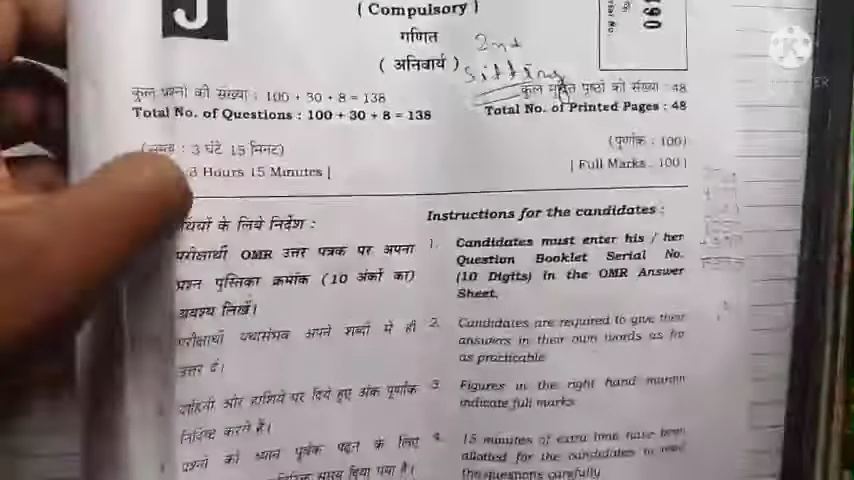 J
( Compulsory )
गणित
( अनिवार्य )
2nd
Sitting
कुल प्रश्नों की संख्या : 100 + 30 + 8 = 138
Total No. of Questions : 100 + 30 + 8 = 138
कुल मुद्रित पृष्ठों की संख्या : 48
Total No. of Printed Pages : 48
(समय : 3 घंटे 15 मिनट)
3 Hours 15 Minutes ]
(पूर्णांक : 100)
[ Full Marks : 100 ]
के लिये निर्देश :
परीक्षार्थी OMR उत्तर पत्रक पर अपना
प्रश्न पुस्तिका क्रमांक (10 अंकों का)
अवश्य लिखें।
परीक्षार्थी यथासंभव अपने शब्दों में ही
उत्तर दें।
दाहिनी ओर हाशिये पर दिये हुए अंक पूर्णांक
निर्दिष्ट करते हैं।
प्रश्नों को ध्यान पूर्वक पढ़ने के लिए
समय दिया गया है।
Instructions for the candidates :
1. Candidates must enter his / her
Question Booklet Serial No.
(10 Digits) in the OMR Answer
Sheet.
2. Candidates are required to give their
answers in their own words as far
as practicable
3. Figures in the right hand margin
indicate full marks
4. 15 minutes of extra time have been
allotted for the candidates to read
the questions carefully